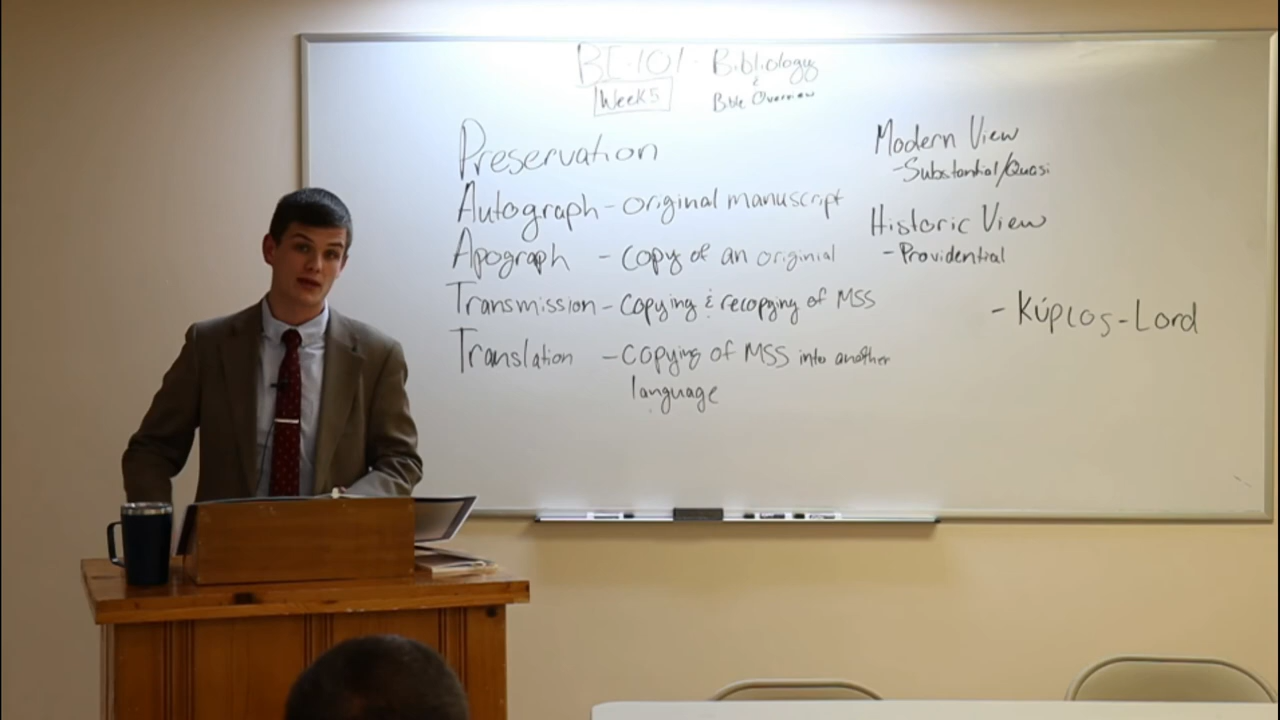 BI-101 - Bibliology
&
Week 5
Bible Overview
Preservation
Autograph - original manuscript
Apograph - copy of an originial
Transmission - copying & recopying of MSS
Translation - copying of MSS into another
language
Modern View
- Substantial/Quasi
Historic View
- Providential
- Κύριος - Lord